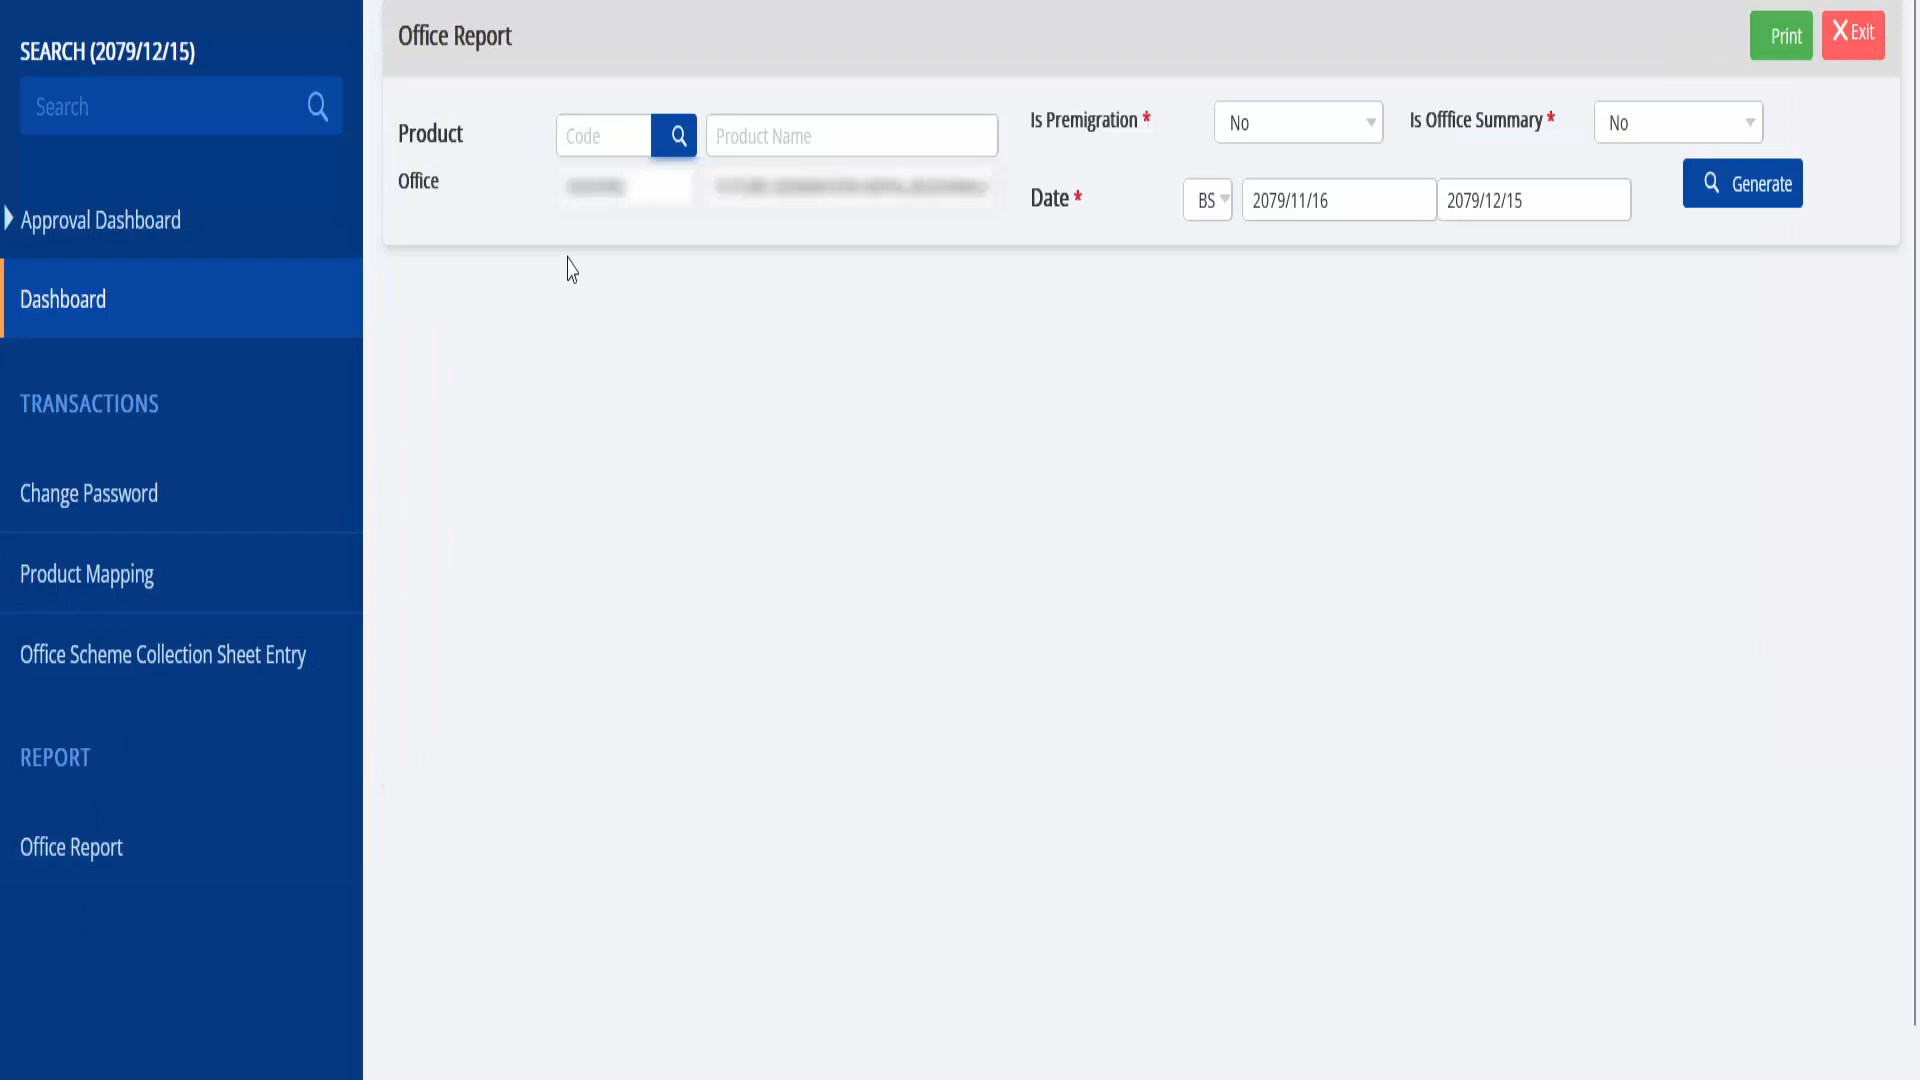 SEARCH (2079/12/15)
Search
Approval Dashboard
Dashboard
TRANSACTIONS
Change Password
Product Mapping
Office Scheme Collection Sheet Entry
REPORT
Office Report
Office Report
Print
Exit
Product
Code
Product Name
Is Premigration *
No
Is Offfice Summary *
No
Office
Date *
BS
2079/11/16
2079/12/15
Generate